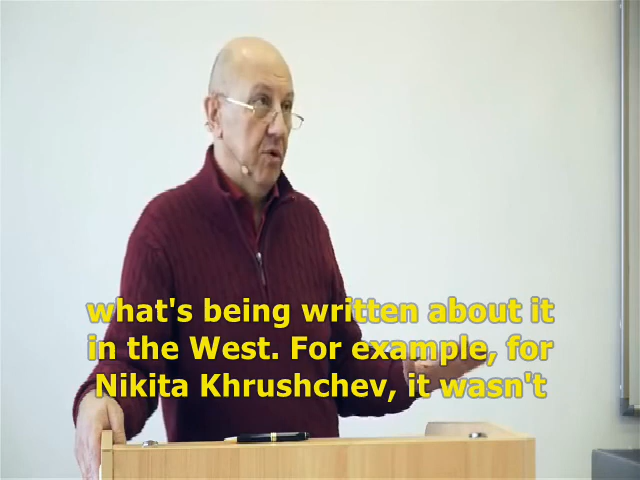 what's being written about it
in the West. For example, for
Nikita Khrushchev, it wasn't